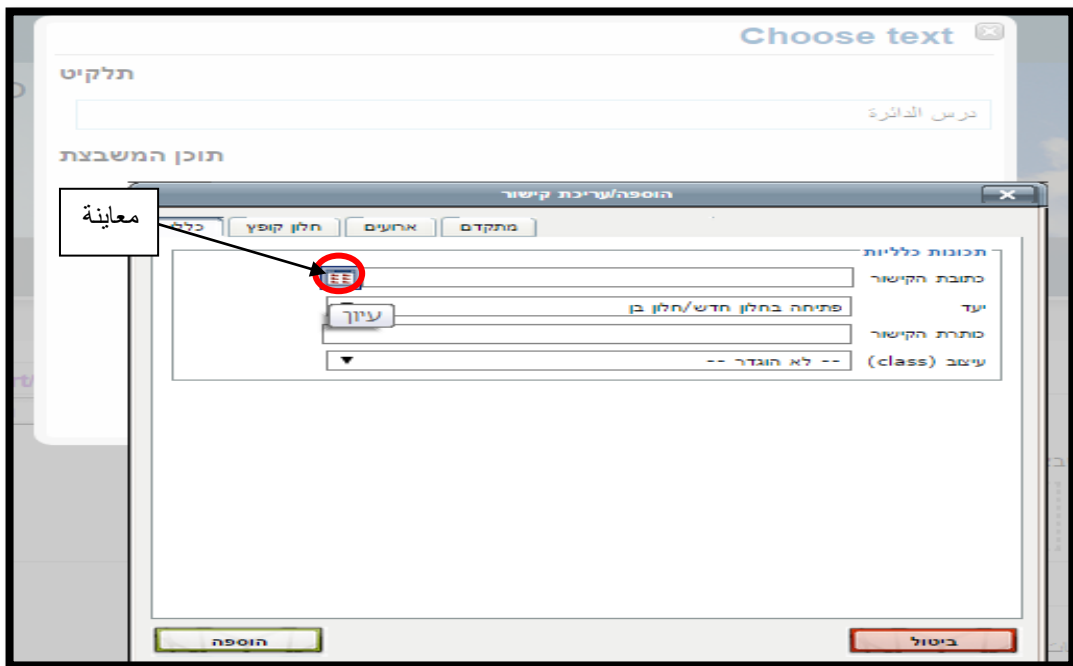 Choose text
תלקיט
درس الدائرة
תוכן המשבצת
הוספה/עריכת קישור
معاينة
כללי חלון קופץ ארועים מתקדם
תכונות כלליות
כתובת הקישור
יעד פתיחה בחלון חדש/חלון בן
עיון
כותרת הקישור
עיצוב (class) -- לא הוגדר --
ביטול הוספה